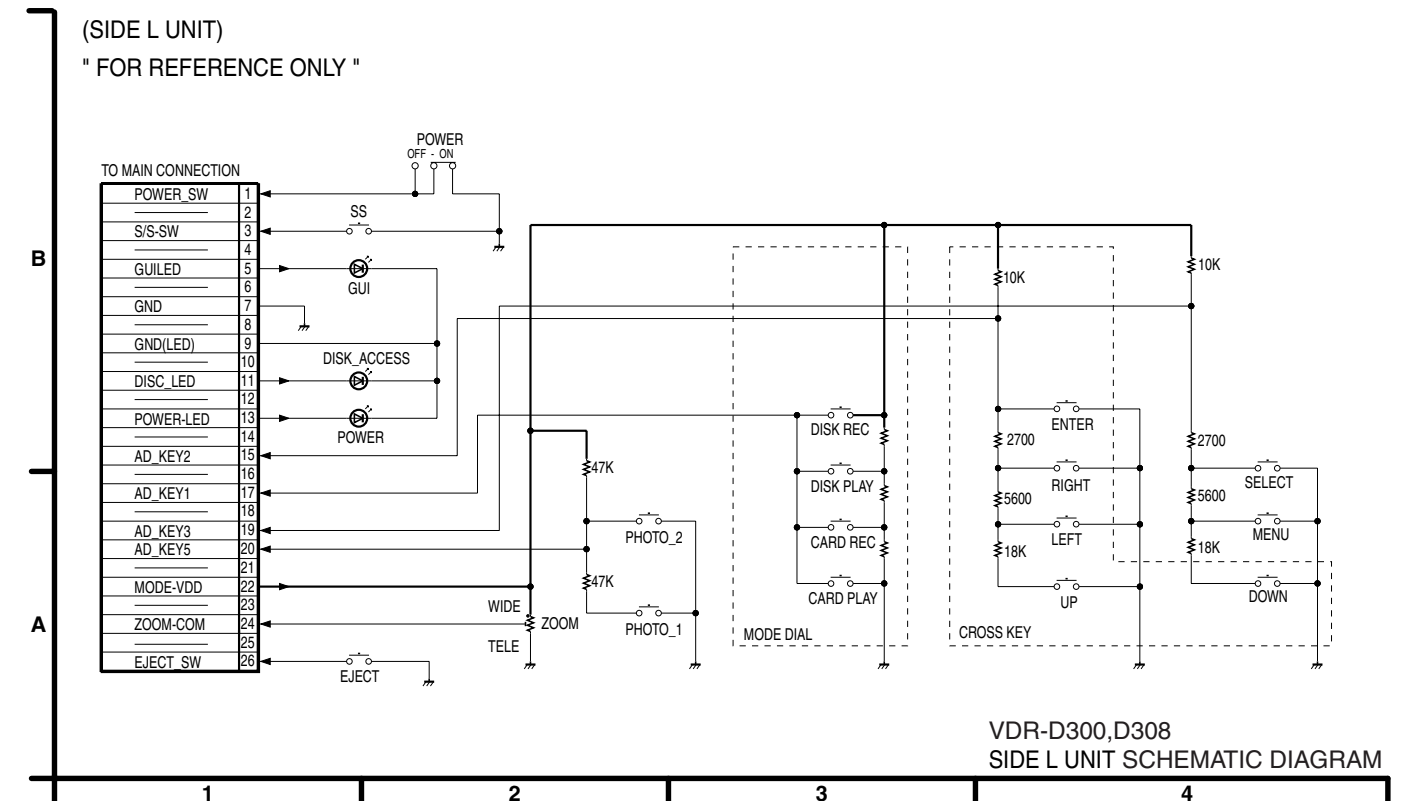 (SIDE L UNIT)
" FOR REFERENCE ONLY "
POWER
OFF - ON
TO MAIN CONNECTION
POWER_SW 1
2
S/S-SW 3
4
GUILED 5
6
GND 7
8
GND(LED) 9
10
DISC_LED 11
12
POWER-LED 13
14
AD_KEY2 15
16
AD_KEY1 17
18
AD_KEY3 19
AD_KEY5 20
21
MODE-VDD 22
23
ZOOM-COM 24
25
EJECT_SW 26
SS
GUI
DISK_ACCESS
POWER
EJECT
WIDE
ZOOM
TELE
47K
47K
PHOTO_2
PHOTO_1
DISK REC
DISK PLAY
CARD REC
CARD PLAY
MODE DIAL
10K
2700
5600
18K
ENTER
RIGHT
LEFT
UP
CROSS KEY
10K
2700
5600
18K
SELECT
MENU
DOWN
B
A
VDR-D300,D308
SIDE L UNIT SCHEMATIC DIAGRAM
1 2 3 4